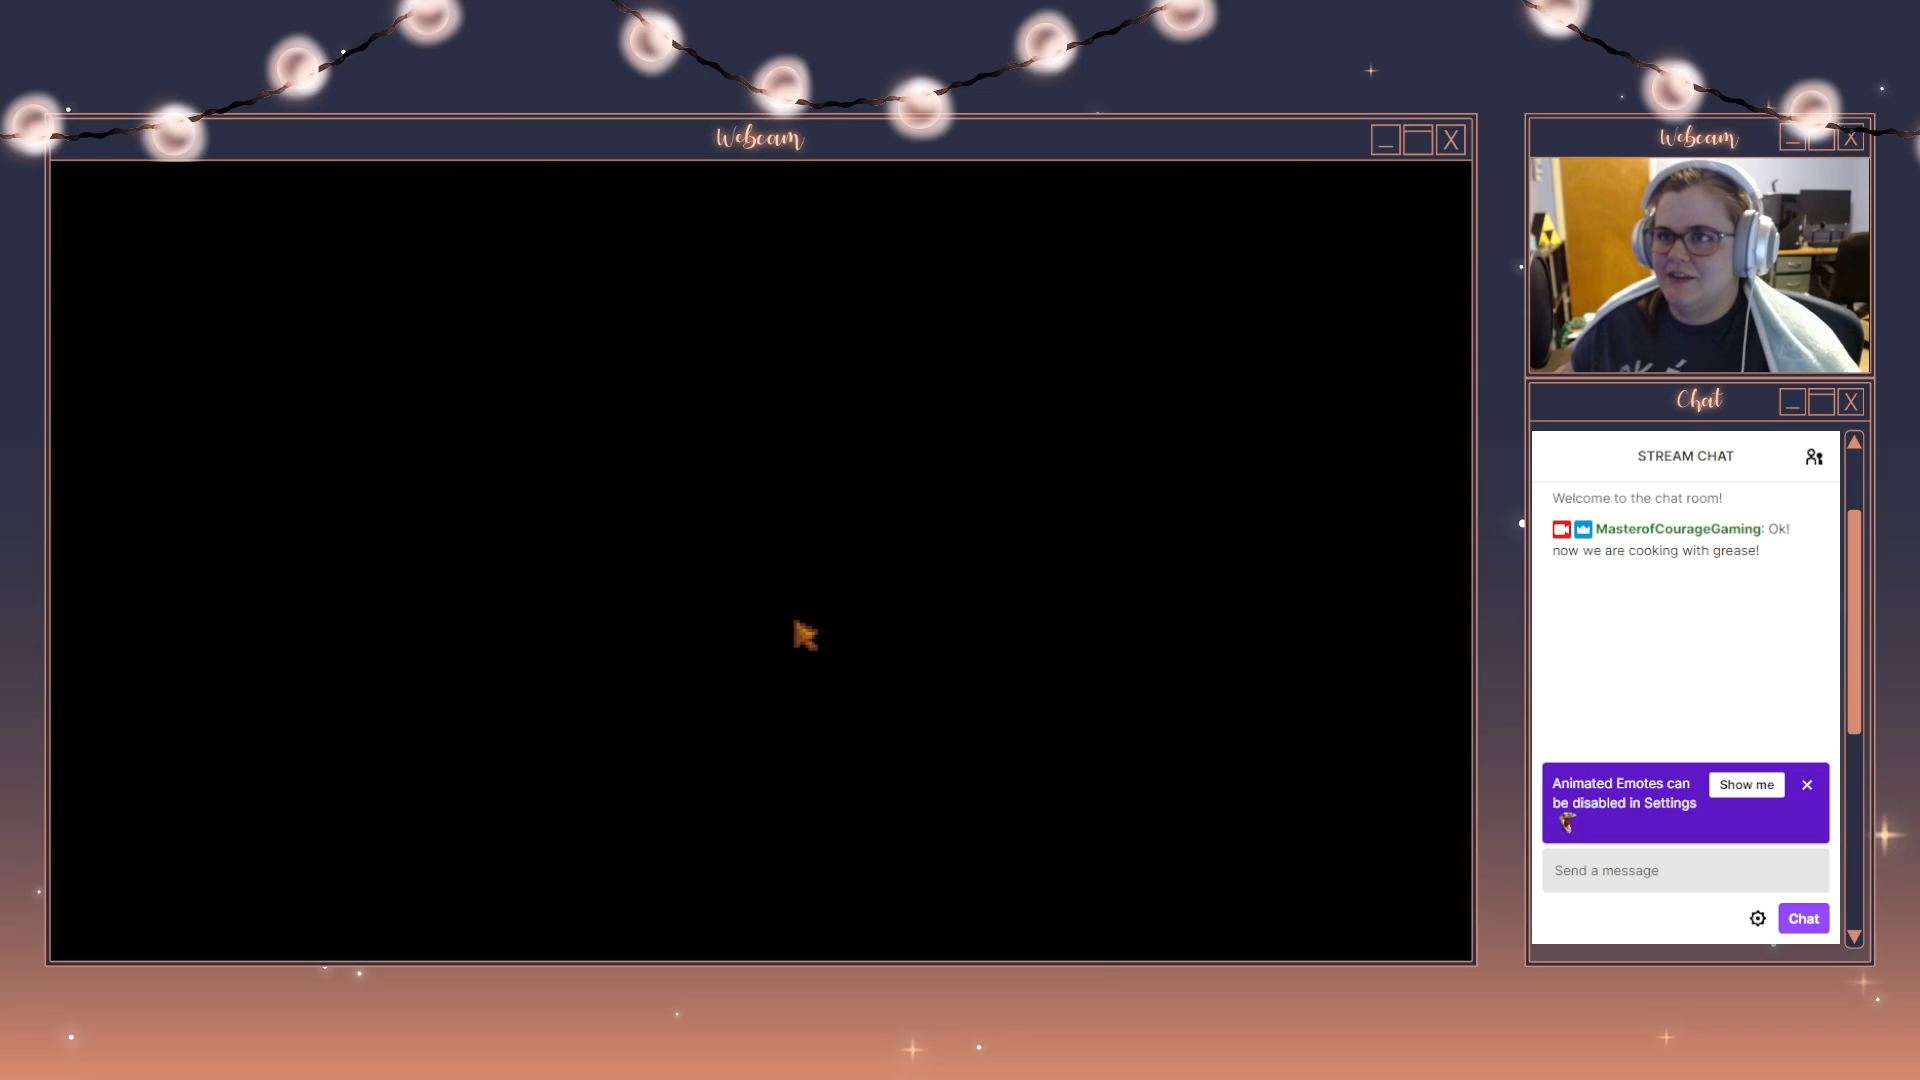 Webcam
Webcam
Chat
STREAM CHAT
Welcome to the chat room!
MasterofCourageGaming: Ok!
now we are cooking with grease!
Animated Emotes can
be disabled in Settings
Show me
Send a message
Chat